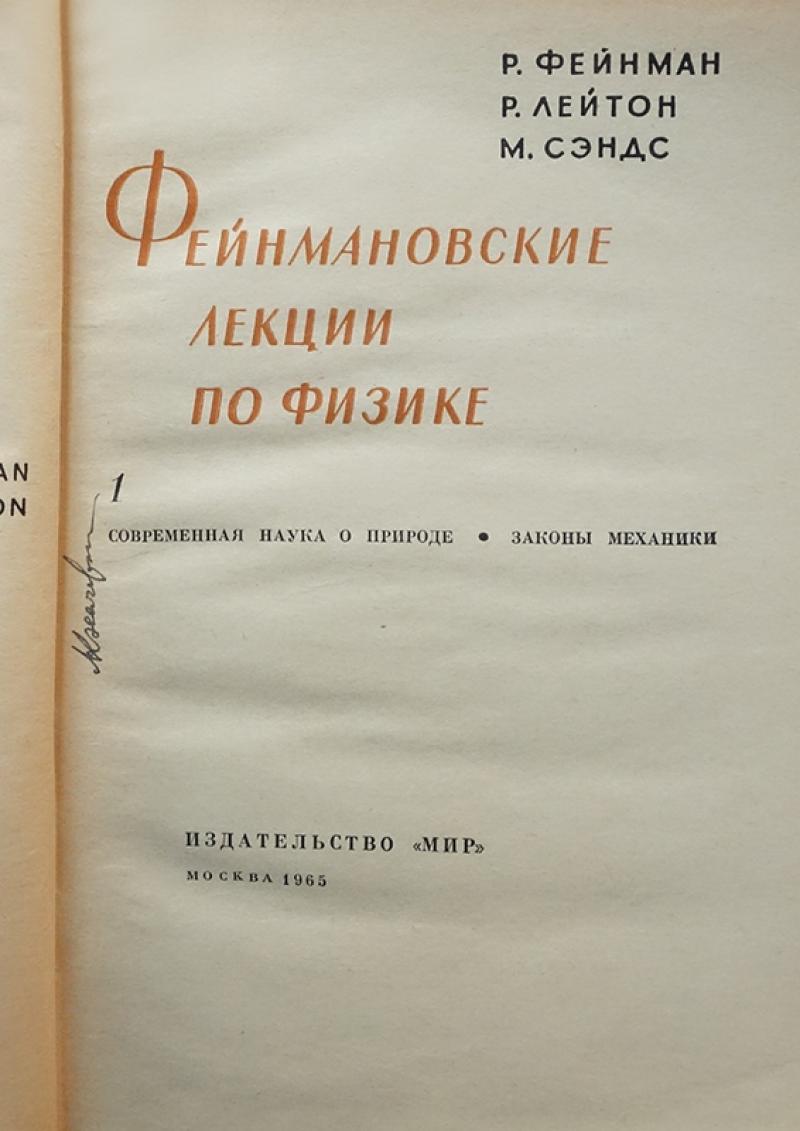 Р. ФЕЙНМАН
Р. ЛЕЙТОН
М. СЭНДС
ФЕЙНМАНОВСКИЕ
ЛЕКЦИИ
ПО ФИЗИКЕ
AN
ON
1
СОВРЕМЕННАЯ НАУКА О ПРИРОДЕ • ЗАКОНЫ МЕХАНИКИ
ИЗДАТЕЛЬСТВО «МИР»
МОСКВА 1965